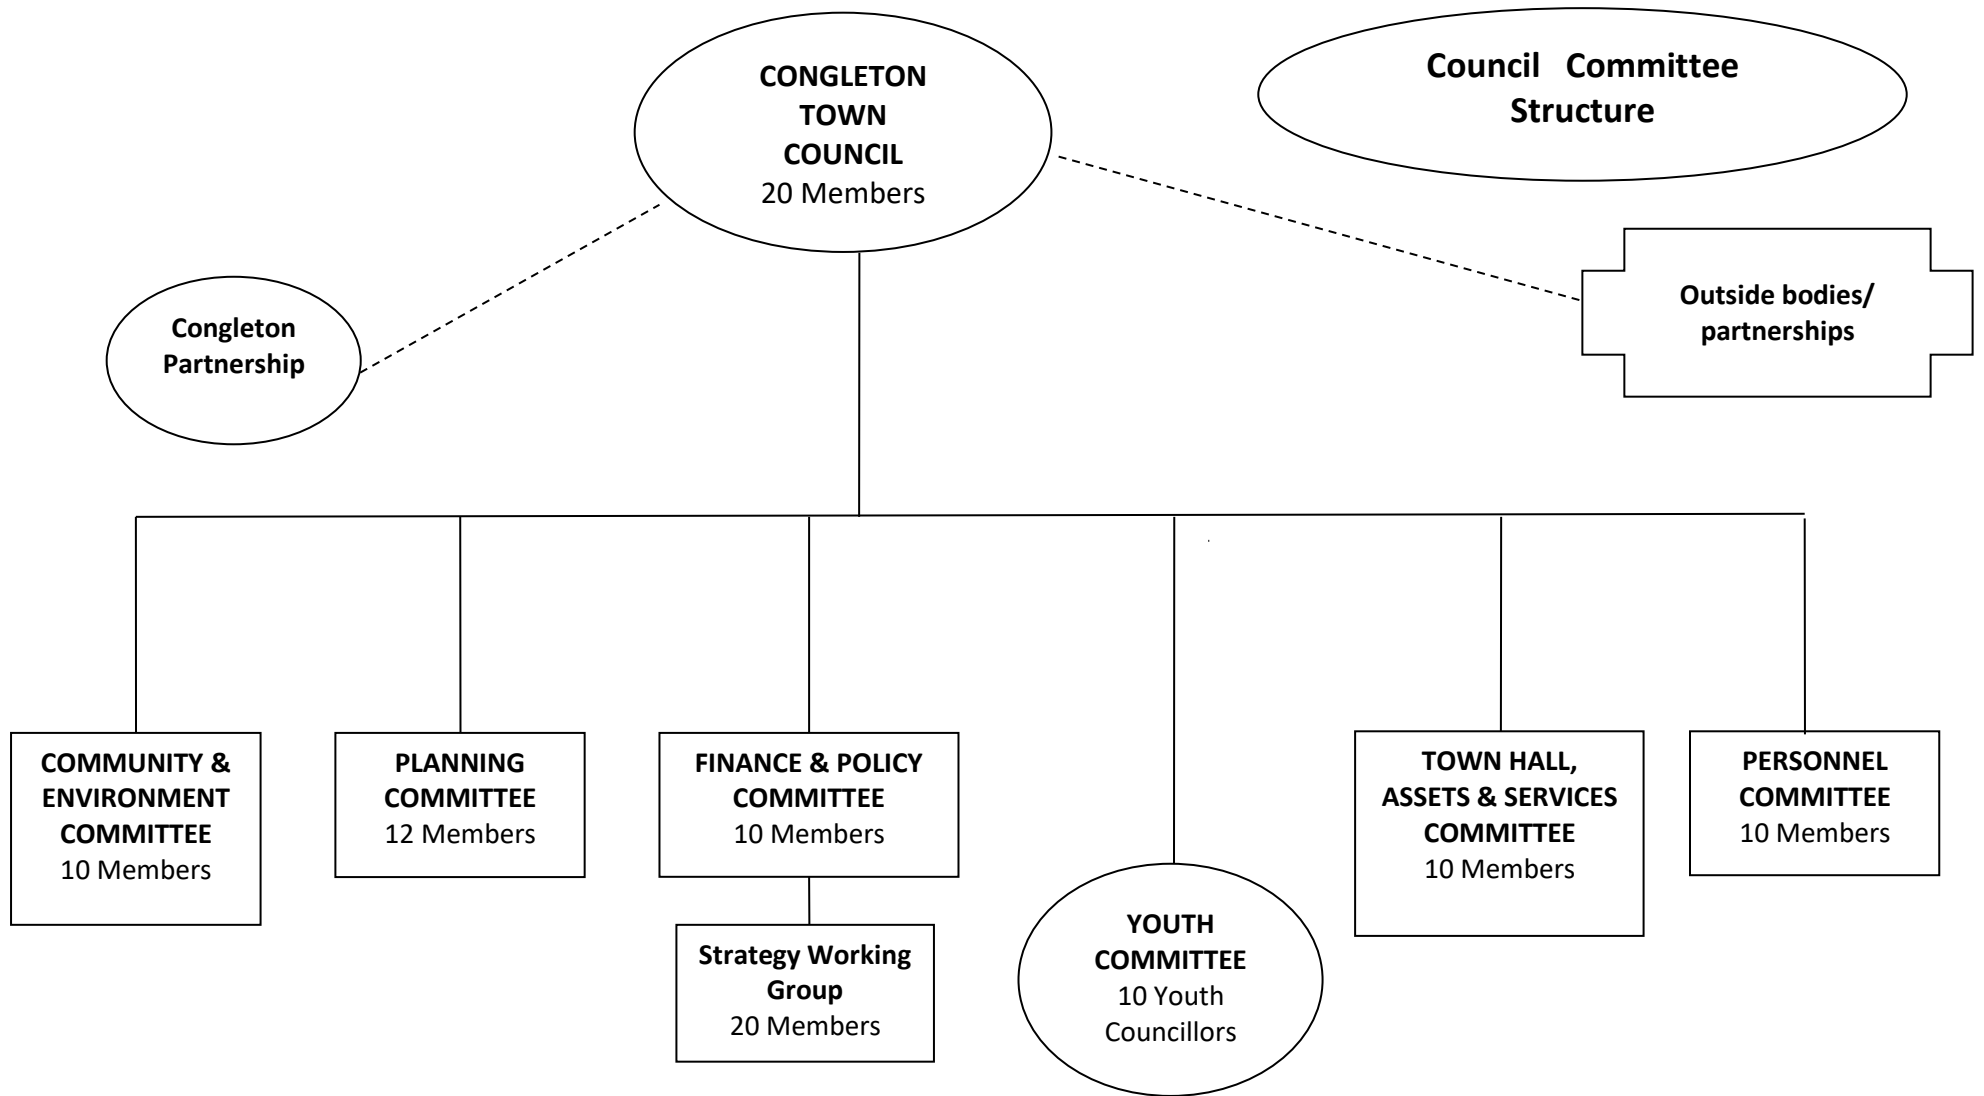 CONGLETON
TOWN
COUNCIL
20 Members
Council Committee
Structure
Congleton
Partnership
Outside bodies/
partnerships
COMMUNITY &
ENVIRONMENT
COMMITTEE
10 Members
PLANNING
COMMITTEE
12 Members
FINANCE & POLICY
COMMITTEE
10 Members
Strategy Working
Group
20 Members
YOUTH
COMMITTEE
10 Youth
Councillors
TOWN HALL,
ASSETS & SERVICES
COMMITTEE
10 Members
PERSONNEL
COMMITTEE
10 Members